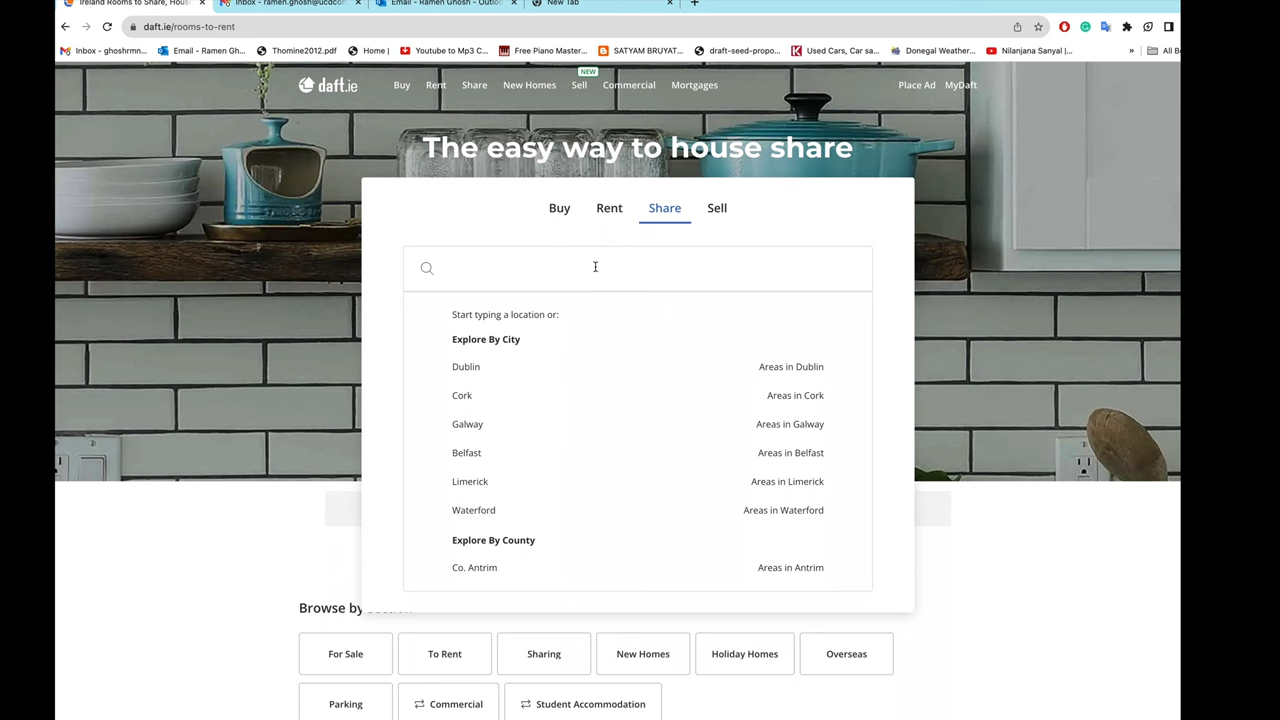 Ireland Rooms to Share, Hous
Inbox - ramen.ghosh@ucdcon
Email - Ramen Ghosh - Outloo
New Tab
daft.ie/rooms-to-rent
Inbox - ghoshrmn...
Email - Ramen Gh...
Thomine2012.pdf
Home |
Youtube to Mp3 C...
Free Piano Master...
SATYAM BRUYAT...
draft-seed-propo...
Used Cars, Car sa...
Donegal Weather...
Nilanjana Sanyal |...
»
All B
daft.ie
Buy
Rent
Share
New Homes
NEW
Sell
Commercial
Mortgages
Place Ad
MyDaft
The easy way to house share
Buy
Rent
Share
Sell
Start typing a location or:
Explore By City
Dublin
Areas in Dublin
Cork
Areas in Cork
Galway
Areas in Galway
Belfast
Areas in Belfast
Limerick
Areas in Limerick
Waterford
Areas in Waterford
Explore By County
Co. Antrim
Areas in Antrim
Browse by
For Sale
To Rent
Sharing
New Homes
Holiday Homes
Overseas
Parking
Commercial
Student Accommodation